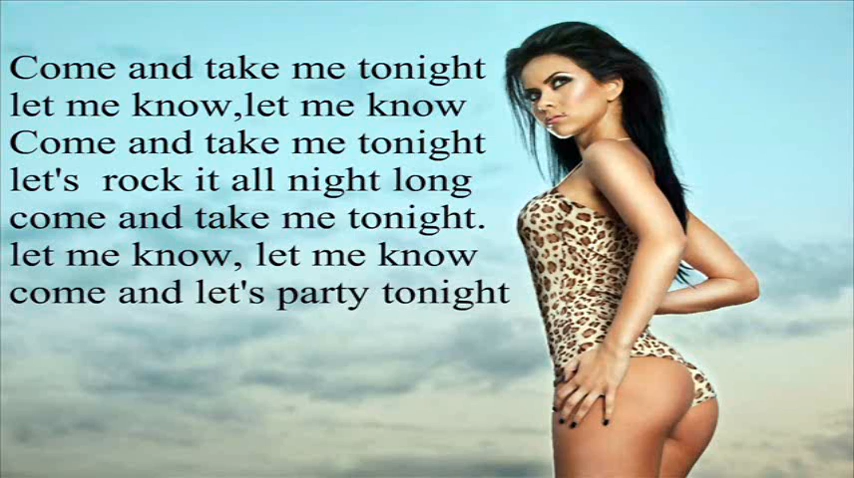 Come and take me tonight
let me know,let me know
Come and take me tonight
let's  rock it all night long
come and take me tonight.
let me know, let me know
come and let's party tonight